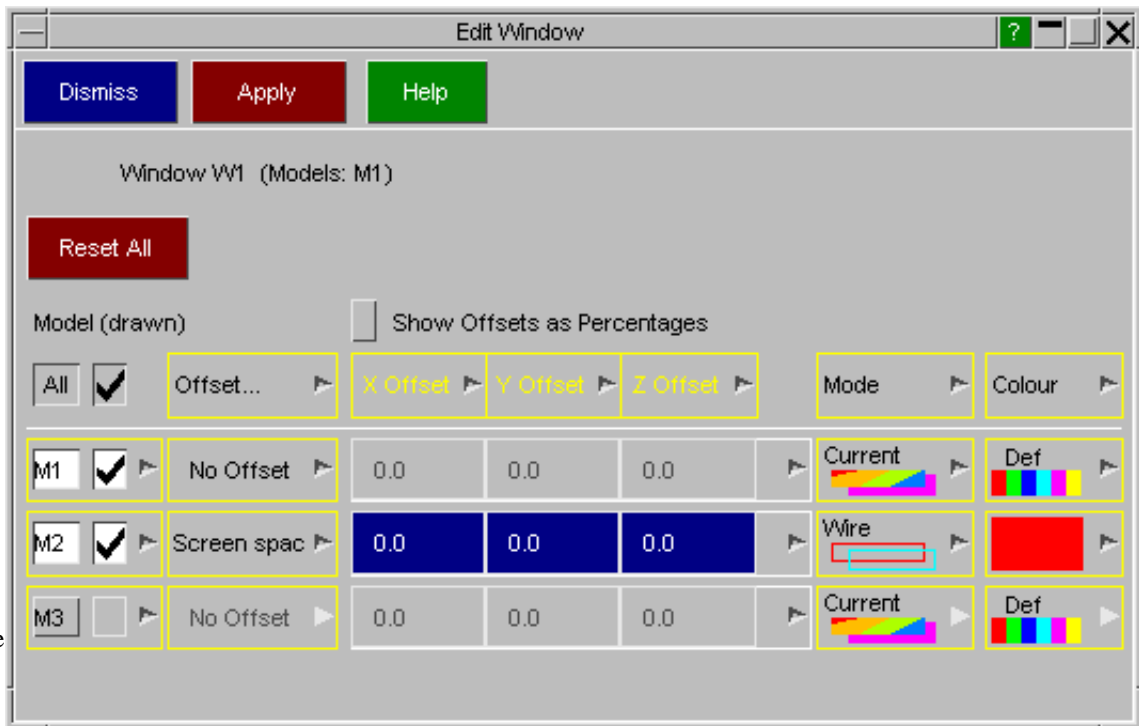 Edit Window ?
Dismiss Apply Help
Window W1 (Models: M1)
Reset All
Model (drawn) Show Offsets as Percentages
All Offset... X Offset Y Offset Z Offset Mode Colour
M1 No Offset 0.0 0.0 0.0 Current Def
M2 Screen spac 0.0 0.0 0.0 Wire
M3 No Offset 0.0 0.0 0.0 Current Def
e